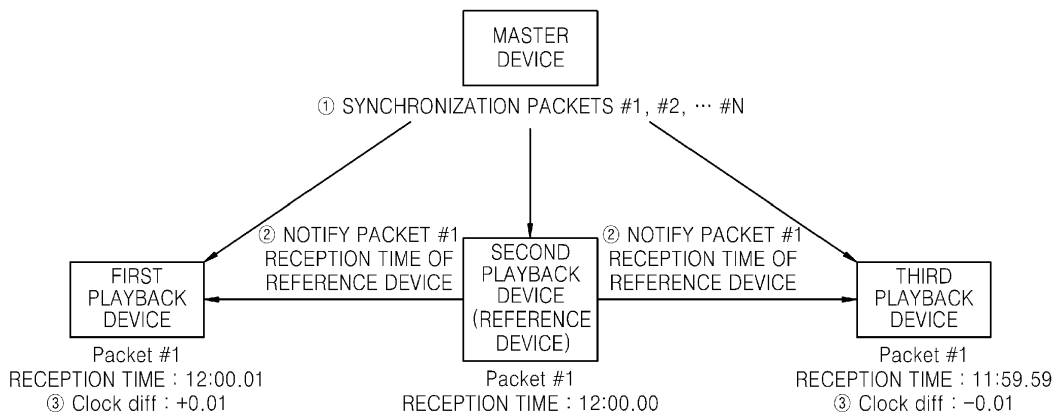 MASTER
DEVICE
① SYNCHRONIZATION PACKETS #1, #2, ··· #N
② NOTIFY PACKET #1
RECEPTION TIME OF
REFERENCE DEVICE
② NOTIFY PACKET #1
RECEPTION TIME OF
REFERENCE DEVICE
FIRST
PLAYBACK
DEVICE
SECOND
PLAYBACK
DEVICE
(REFERENCE
DEVICE)
THIRD
PLAYBACK
DEVICE
Packet #1
RECEPTION TIME : 12:00.01
③ Clock diff : +0.01
Packet #1
RECEPTION TIME : 12:00.00
Packet #1
RECEPTION TIME : 11:59.59
③ Clock diff : -0.01